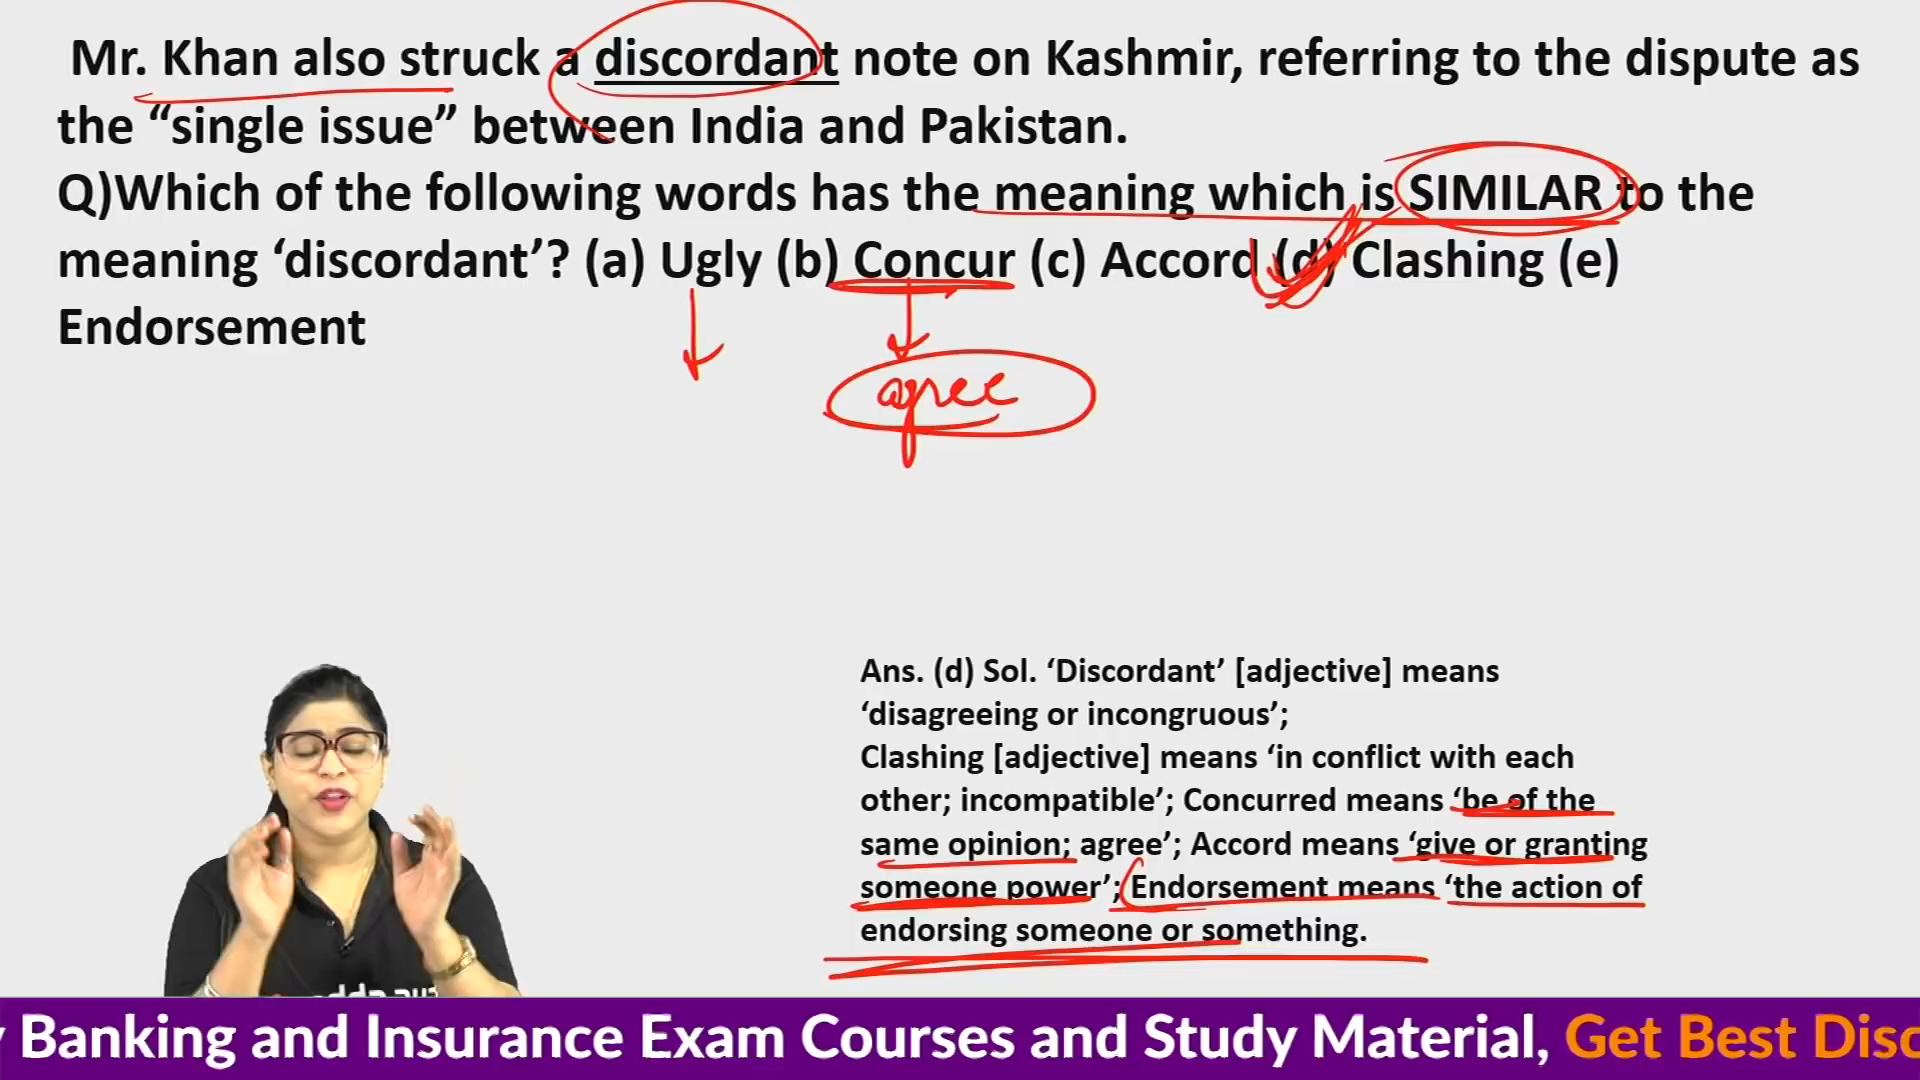 Mr. Khan also struck a discordant note on Kashmir, referring to the dispute as
the “single issue” between India and Pakistan.
Q)Which of the following words has the meaning which is SIMILAR to the
meaning ‘discordant’? (a) Ugly (b) Concur (c) Accord (d) Clashing (e)
Endorsement
agree
Ans. (d) Sol. ‘Discordant’ [adjective] means
‘disagreeing or incongruous’;
Clashing [adjective] means ‘in conflict with each
other; incompatible’; Concurred means ‘be of the
same opinion; agree’; Accord means ‘give or granting
someone power’; Endorsement means ‘the action of
endorsing someone or something.
Banking and Insurance Exam Courses and Study Material, Get Best